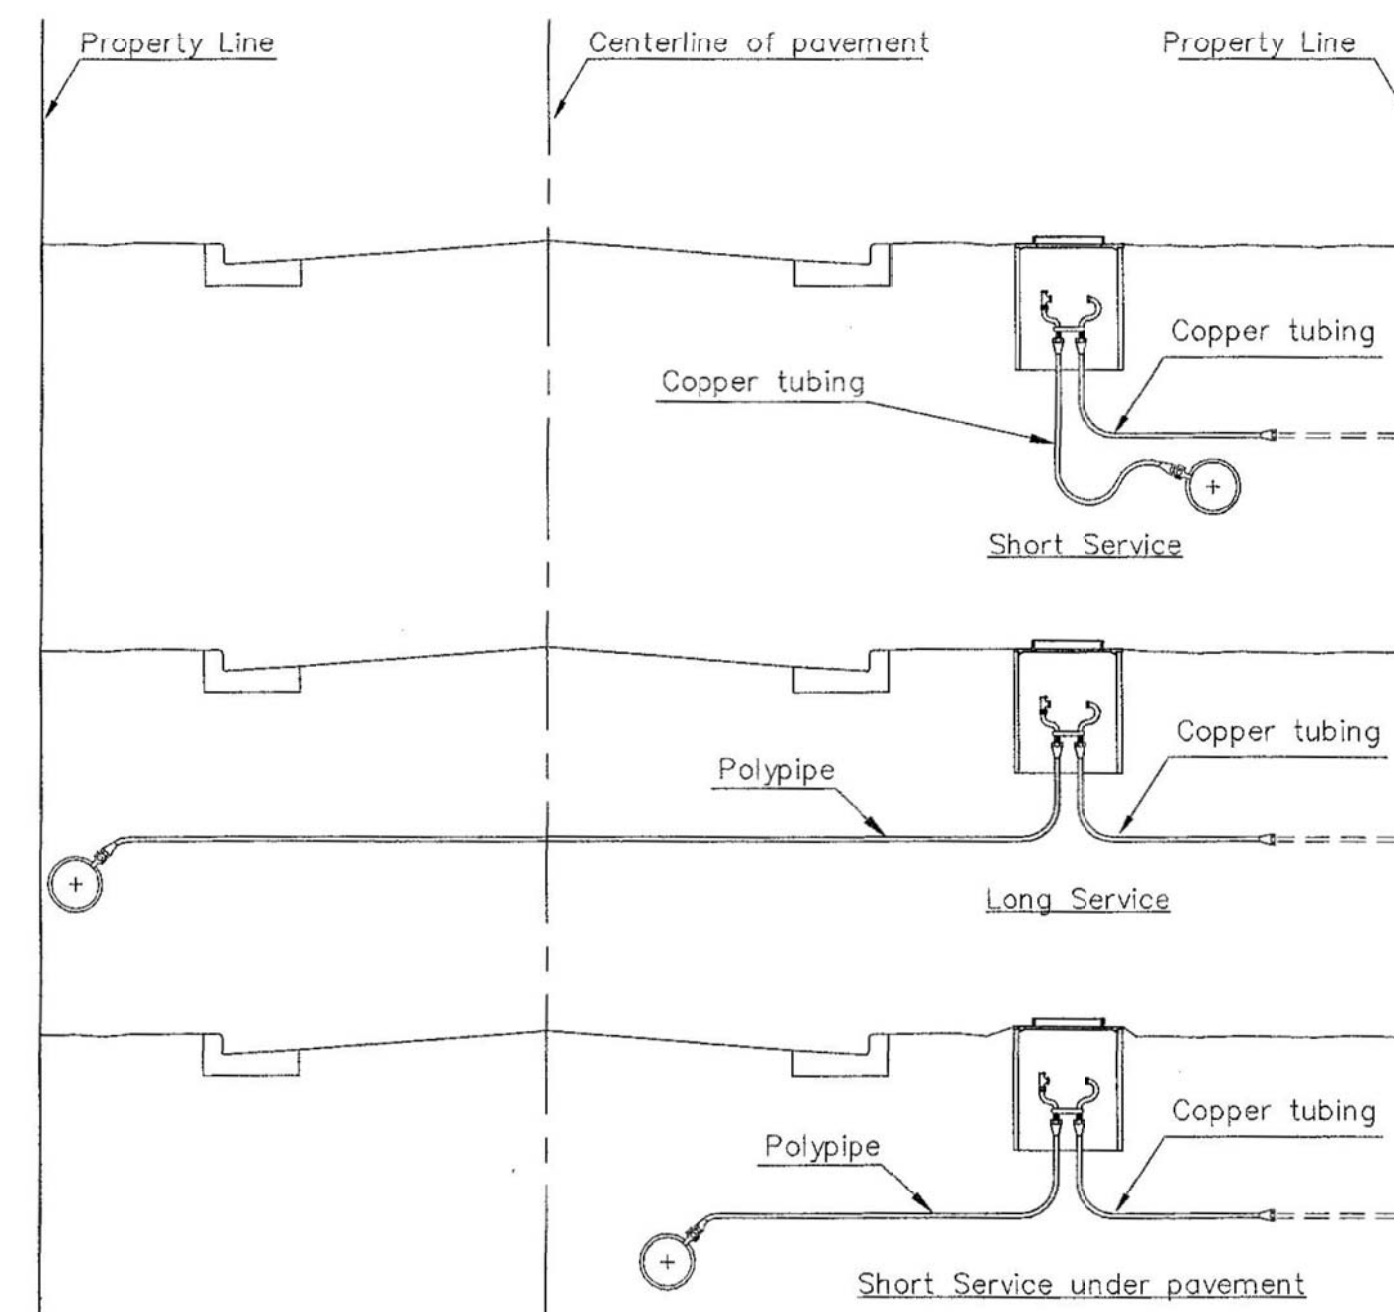 Property Line
Centerline of pavement
Property Line
Copper tubing
Copper tubing
Short Service
Copper tubing
Polypipe
Long Service
Copper tubing
Polypipe
Short Service under pavement